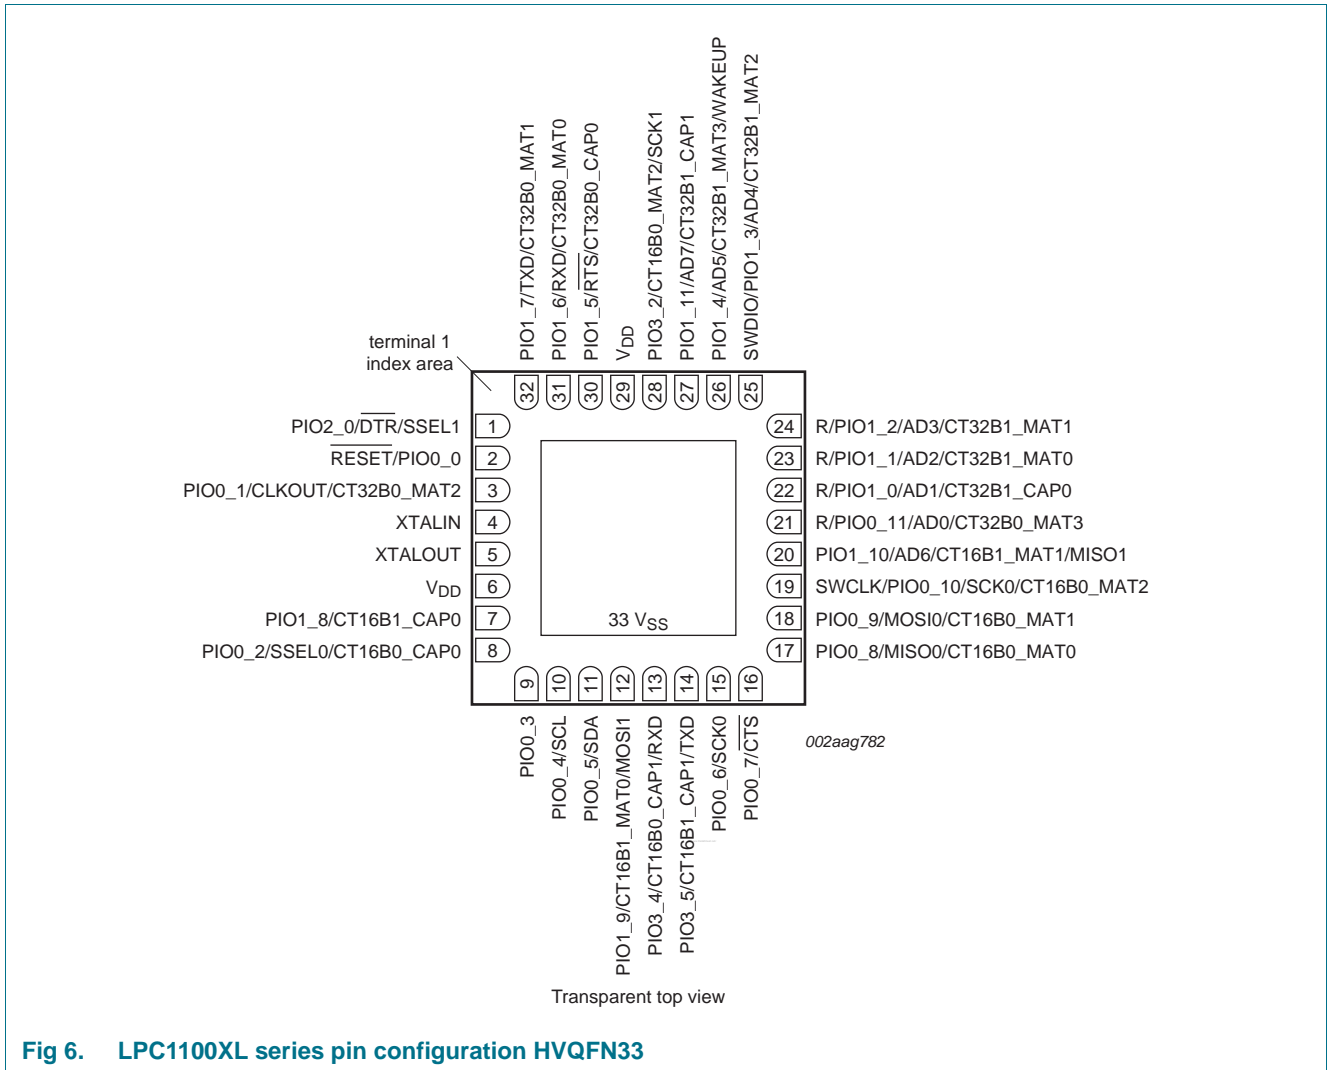 PIO1_7/TXD/CT32B0_MAT1
PIO1_6/RXD/CT32B0_MAT0
PIO1_5/RTS/CT32B0_CAP0
VDD
PIO3_2/CT16B0_MAT2/SCK1
PIO1_11/AD7/CT32B1_CAP1
PIO1_4/AD5/CT32B1_MAT3/WAKEUP
SWDIO/PIO1_3/AD4/CT32B1_MAT2
terminal 1
index area
32 31 30 29 28 27 26 25
PIO2_0/DTR/SSEL1 1
RESET/PIO0_0 2
PIO0_1/CLKOUT/CT32B0_MAT2 3
XTALIN 4
XTALOUT 5
VDD 6
PIO1_8/CT16B1_CAP0 7
PIO0_2/SSEL0/CT16B0_CAP0 8
24 R/PIO1_2/AD3/CT32B1_MAT1
23 R/PIO1_1/AD2/CT32B1_MAT0
22 R/PIO1_0/AD1/CT32B1_CAP0
21 R/PIO0_11/AD0/CT32B0_MAT3
20 PIO1_10/AD6/CT16B1_MAT1/MISO1
19 SWCLK/PIO0_10/SCK0/CT16B0_MAT2
18 PIO0_9/MOSI0/CT16B0_MAT1
17 PIO0_8/MISO0/CT16B0_MAT0
33 VSS
9 10 11 12 13 14 15 16
PIO0_3
PIO0_4/SCL
PIO0_5/SDA
PIO1_9/CT16B1_MAT0/MOSI1
PIO3_4/CT16B0_CAP1/RXD
PIO3_5/CT16B1_CAP1/TXD
PIO0_6/SCK0
PIO0_7/CTS
002aag782
Transparent top view
Fig 6. LPC1100XL series pin configuration HVQFN33